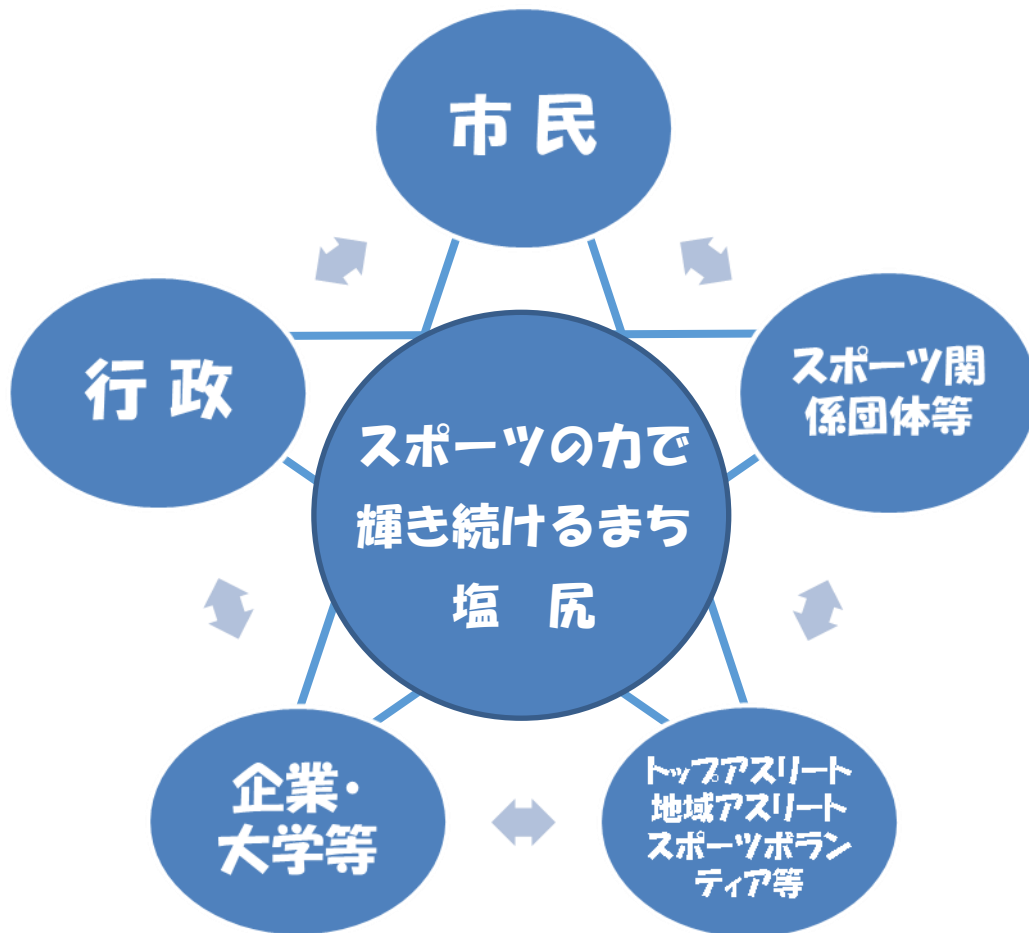 市 民
行 政
スポーツ関
係団体等
スポーツの力で
輝き続けるまち
塩　尻
企業・
大学等
トップアスリート
地域アスリート
スポーツボラン
ティア等